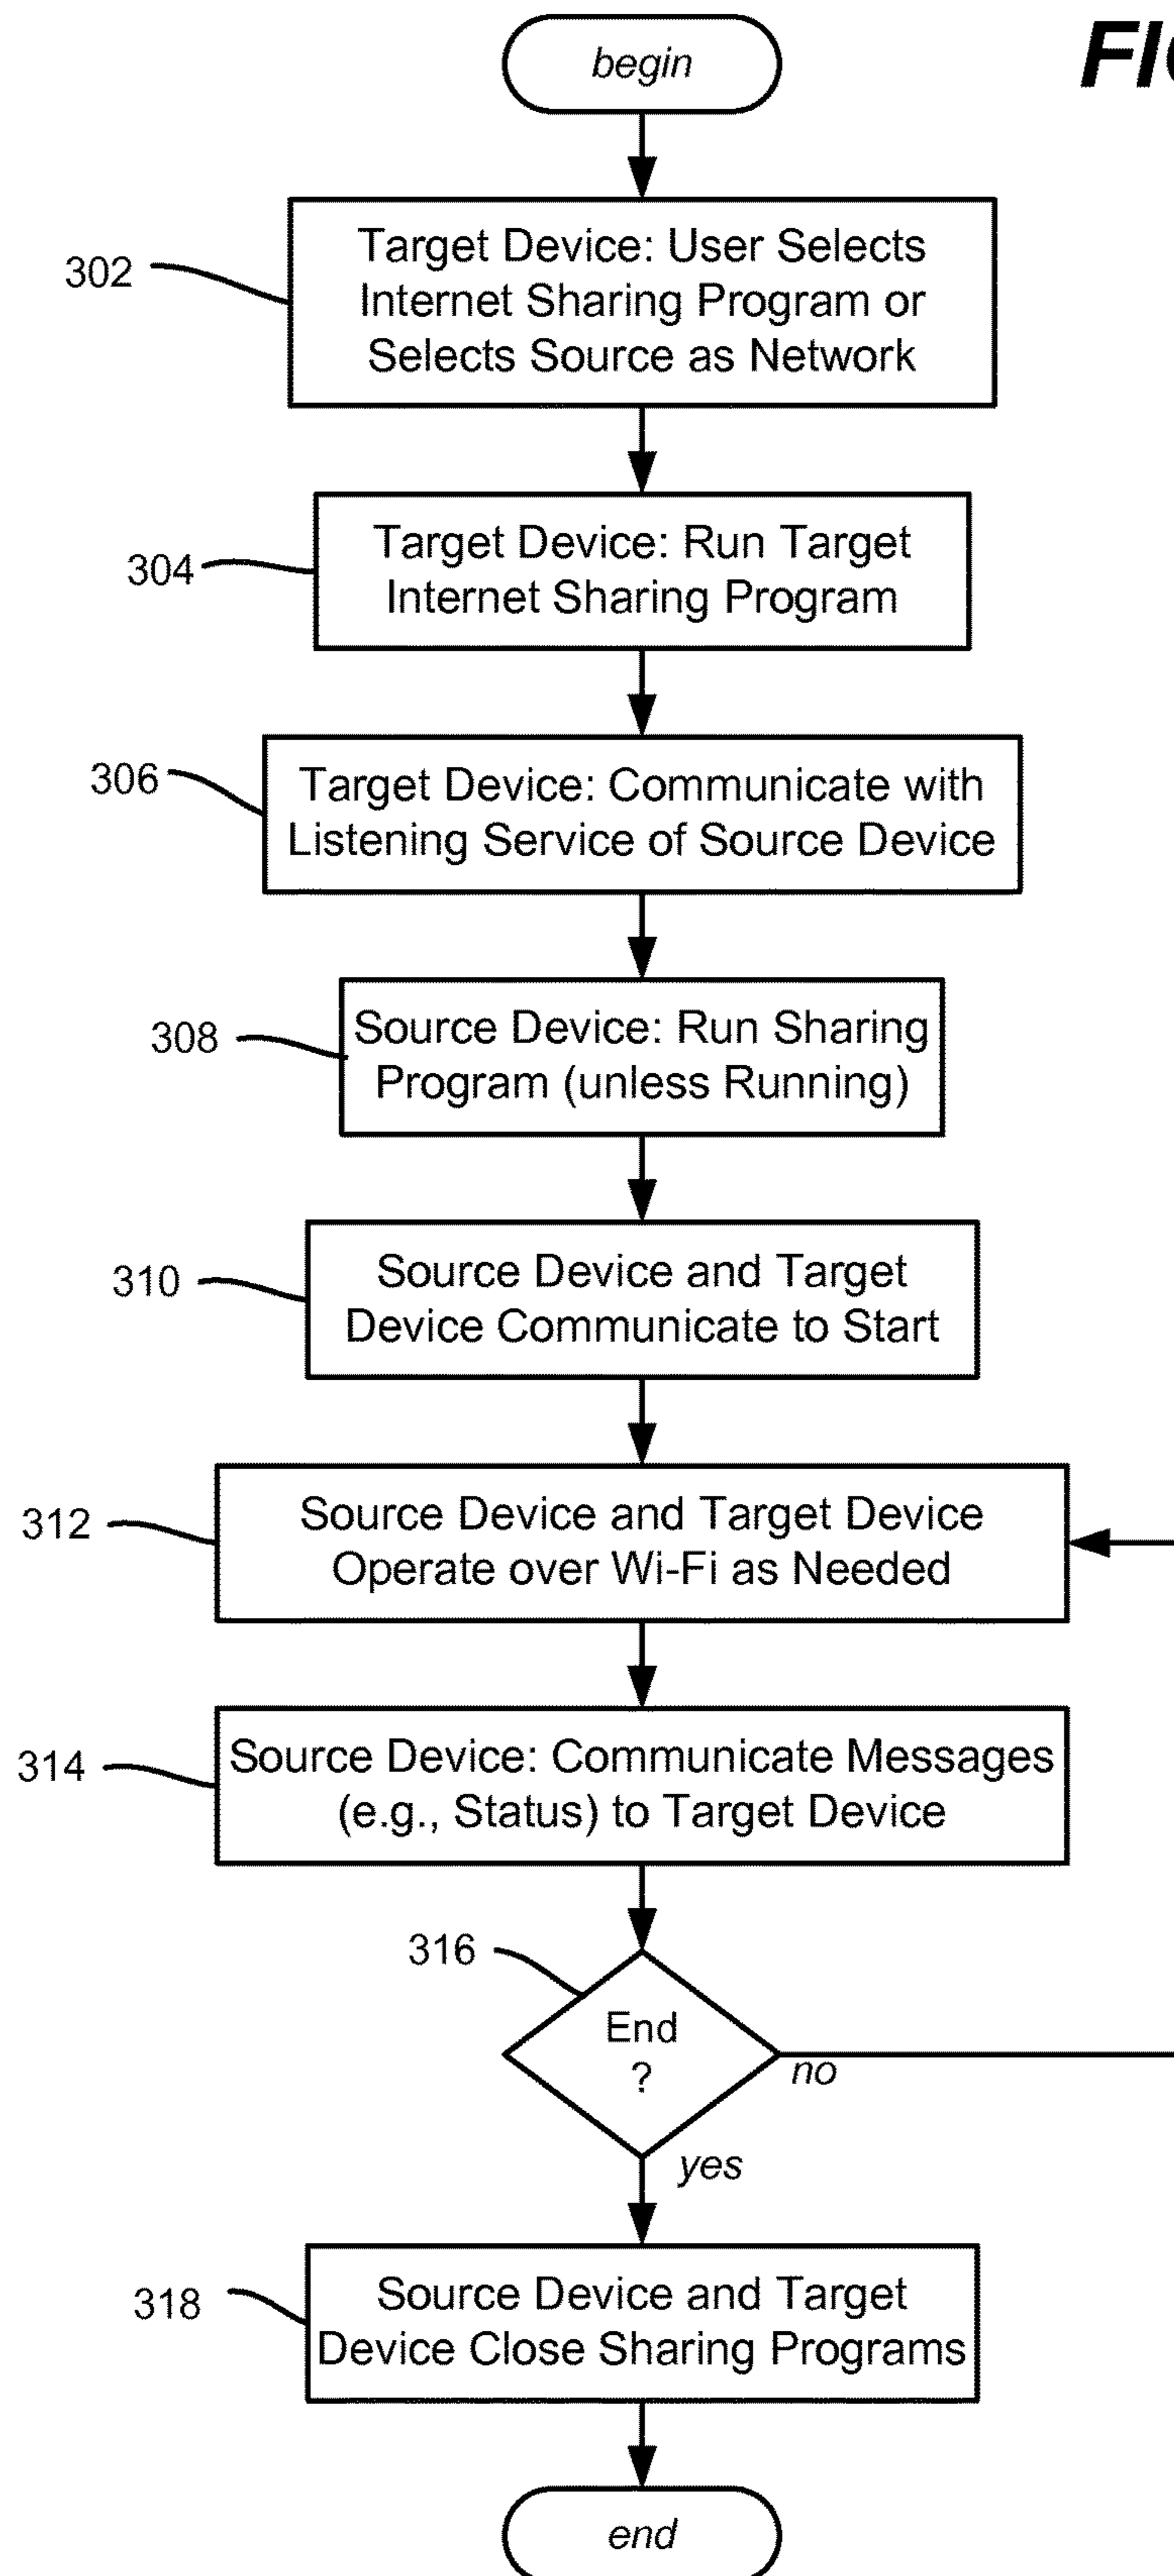 begin
FIG
302
Target Device: User Selects
Internet Sharing Program or
Selects Source as Network
304
Target Device: Run Target
Internet Sharing Program
306
Target Device: Communicate with
Listening Service of Source Device
308
Source Device: Run Sharing
Program (unless Running)
310
Source Device and Target
Device Communicate to Start
312
Source Device and Target Device
Operate over Wi-Fi as Needed
314
Source Device: Communicate Messages
(e.g., Status) to Target Device
316
End
?
no
yes
318
Source Device and Target
Device Close Sharing Programs
end